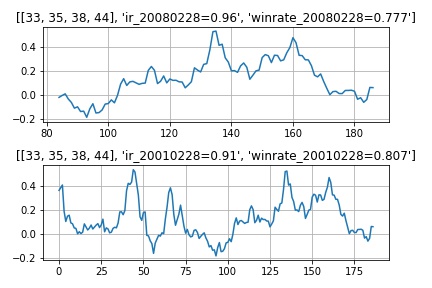 [[33, 35, 38, 44], 'ir_20080228=0.96', 'winrate_20080228=0.777']
0.4
0.2
0.0
−0.2
80 100 120 140 160 180
[[33, 35, 38, 44], 'ir_20010228=0.91', 'winrate_20010228=0.807']
0.4
0.2
0.0
−0.2
0 25 50 75 100 125 150 175